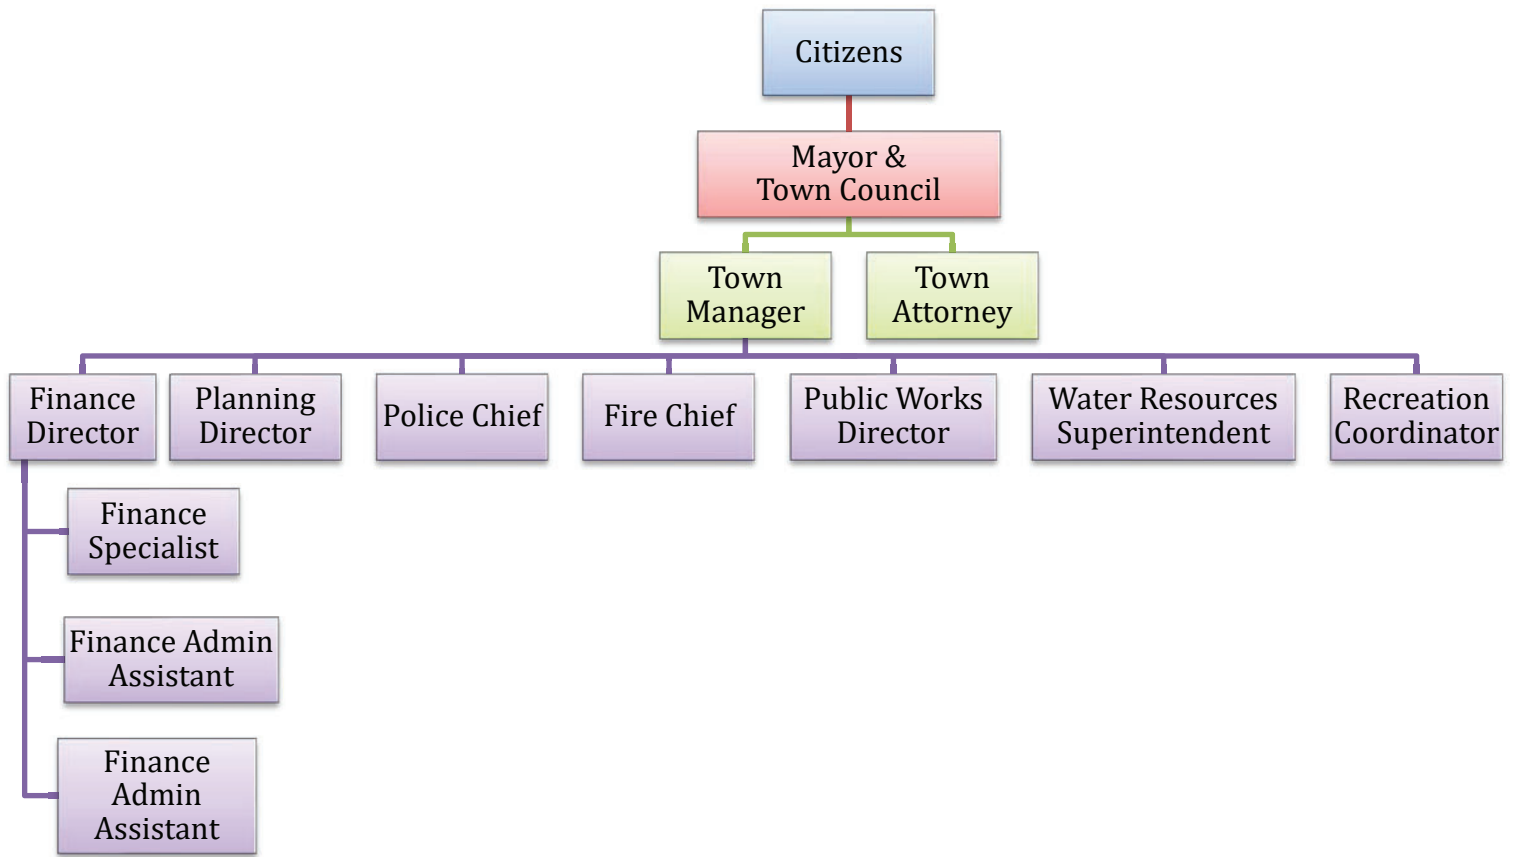 Citizens
Mayor &
Town Council
Town
Manager
Town
Attorney
Finance
Director
Planning
Director
Police Chief
Fire Chief
Public Works
Director
Water Resources
Superintendent
Recreation
Coordinator
Finance
Specialist
Finance Admin
Assistant
Finance
Admin
Assistant